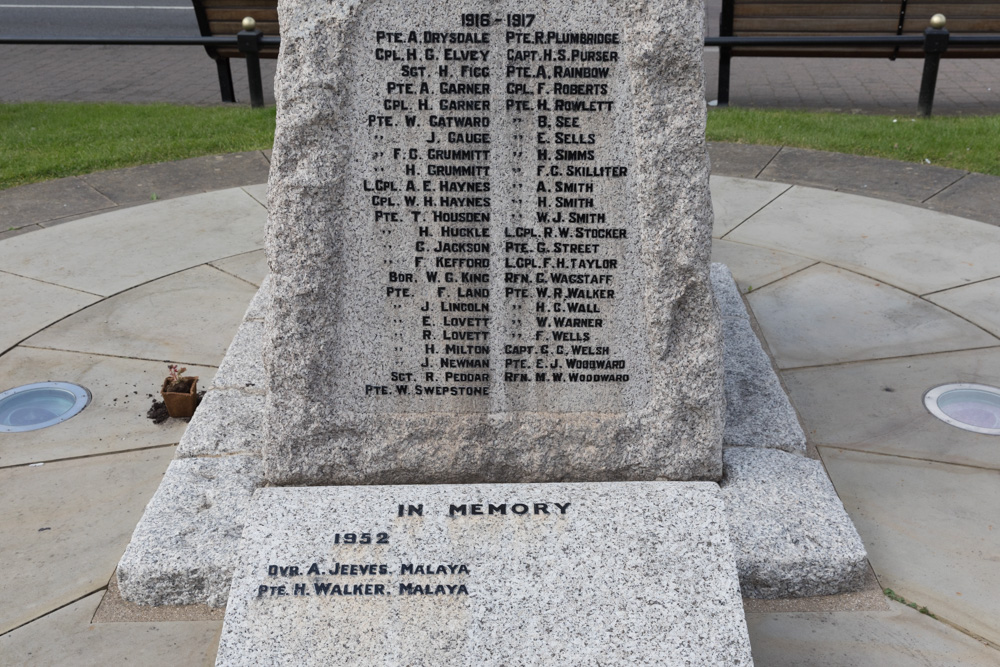 1916 - 1917
PTE. A. DRYSDALE
CPL. H. G. ELVEY
SGT. H. FIGG
PTE. A. GARNER
CPL. H. GARNER
PTE. W. GATWARD
" J. GAUGE
" F. G. GRUMMITT
" H. GRUMMITT
L.CPL. A. E. HAYNES
CPL. W. H. HAYNES
PTE. T. HOUSDEN
" H. HUCKLE
" C. JACKSON
" F. KEFFORD
BDR. W. G. KING
PTE. F. LAND
" J. LINCOLN
" E. LOVETT
" R. LOVETT
" H. MILTON
" J. NEWMAN
SGT. R. PEDDAR
PTE. W. SWEPSTONE
PTE. R. PLUMBRIDGE
CAPT. H. S. PURSER
PTE. A. RAINBOW
CPL. F. ROBERTS
PTE. H. ROWLETT
" B. SEE
" E. SELLS
" H. SIMMS
" F. C. SKILLITER
" A. SMITH
" H. SMITH
" W. J. SMITH
L.CPL. R. W. STOCKER
PTE. G. STREET
L.CPL. F. H. TAYLOR
RFN. G. WAGSTAFF
PTE. W. R. WALKER
" H. G. WALL
" W. WARNER
" F. WELLS
CAPT. G. C. WELSH
PTE. E. J. WOODWARD
RFN. M. W. WOODWARD
IN MEMORY
1952
DVR. A. JEEVES. MALAYA
PTE. H. WALKER. MALAYA